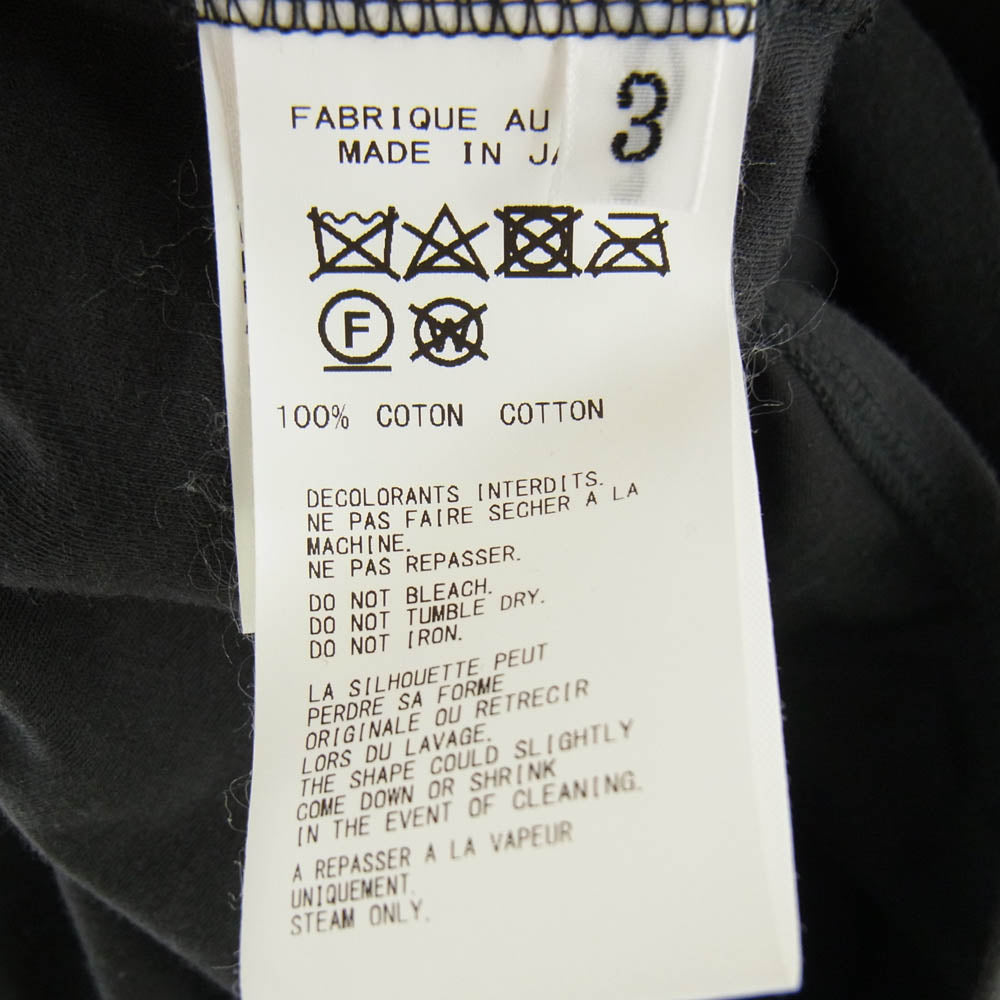 3
FABRIQUE AU
MADE IN
F
W
100% COTON COTTON
DECOLORANTS INTERDITS.
NE PAS FAIRE SECHER A LA
MACHINE.
NE PAS REPASSER.
DO NOT BLEACH.
DO NOT TUMBLE DRY.
DO NOT IRON.
LA SILHOUETTE PEUT
PERDRE SA FORME
ORIGINALE OU RETRECIR
LORS DU LAVAGE.
THE SHAPE COULD SLIGHTLY
COME DOWN OR SHRINK
IN THE EVENT OF CLEANING.
A REPASSER A LA VAPEUR
UNIQUEMENT.
STEAM ONLY.